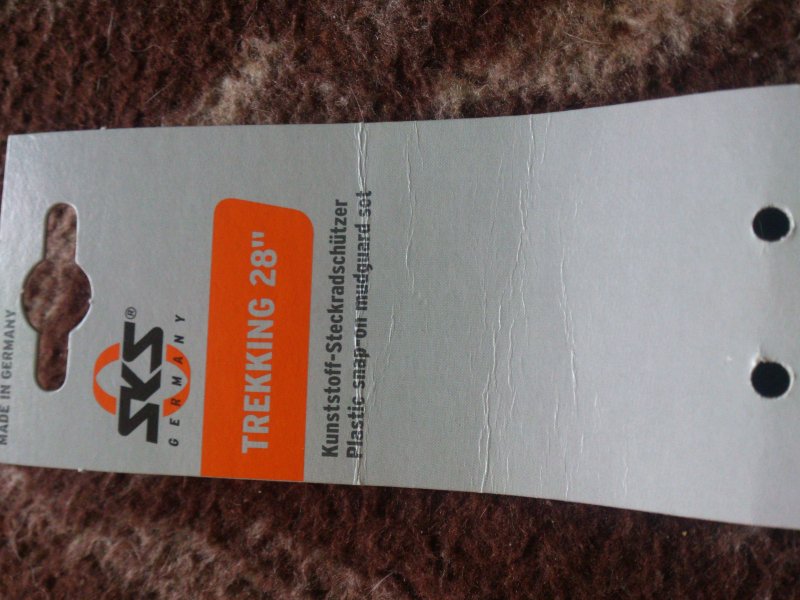 MADE IN GERMANY
SKS®
GERMANY
TREKKING 28"
Kunststoff-Steckradschützer
Plastic snap-on mudguard set